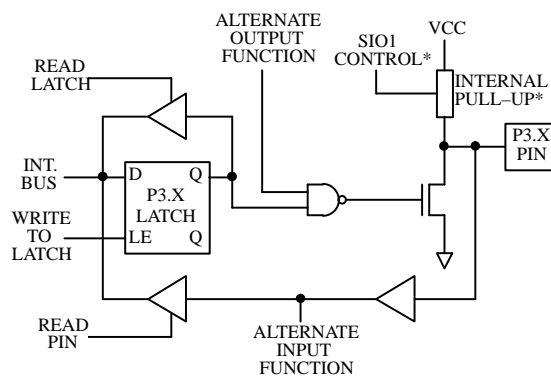 ALTERNATE
OUTPUT
FUNCTION
VCC
SIO1
CONTROL*
READ
LATCH
INTERNAL
PULL–UP*
P3.X
PIN
INT.
BUS
D
Q
P3.X
LATCH
WRITE
TO
LATCH
LE
Q
READ
PIN
ALTERNATE
INPUT
FUNCTION